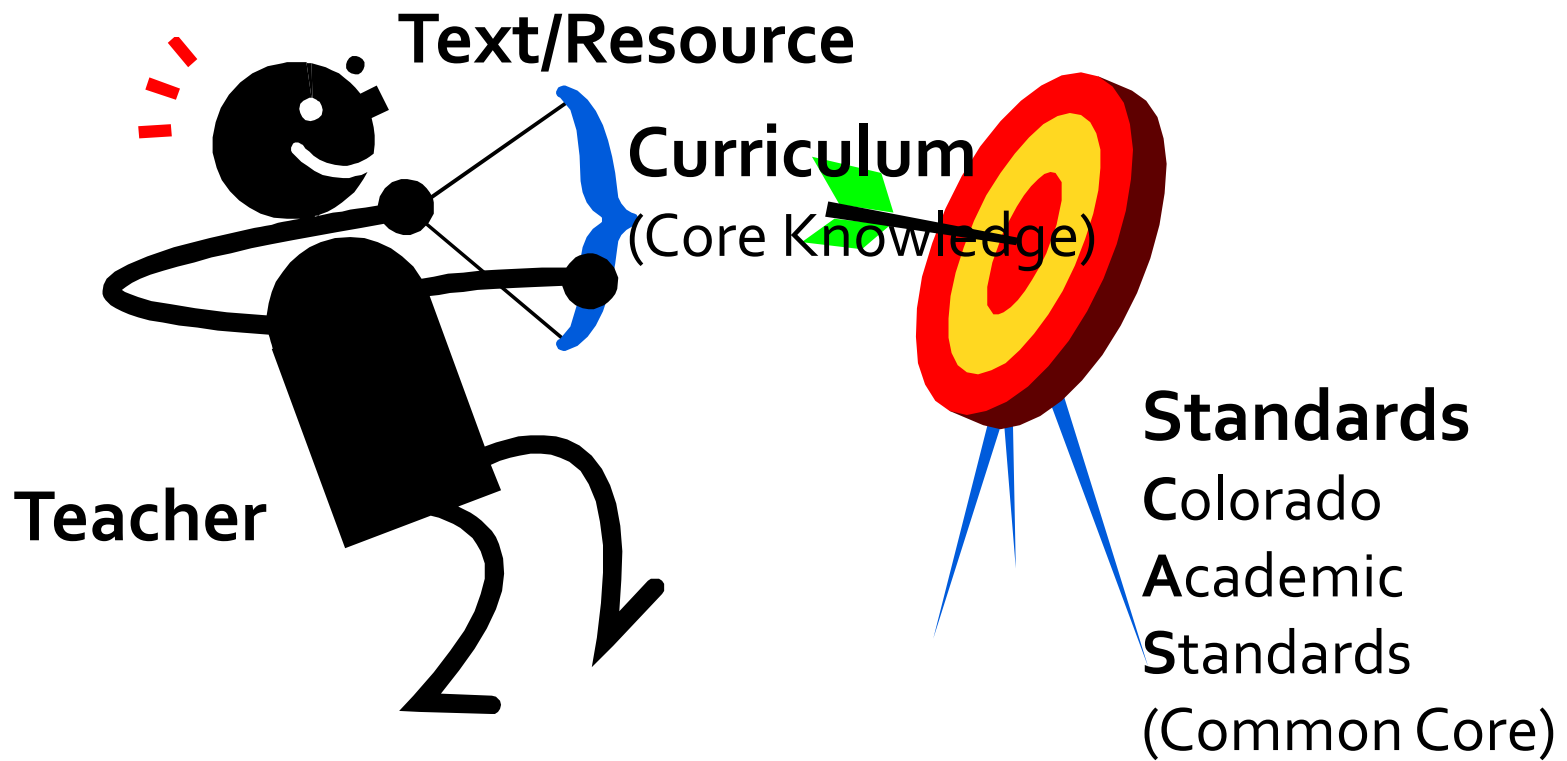 Text/Resource
Curriculum
(Core Knowledge)
Teacher
Standards
Colorado
Academic
Standards
(Common Core)